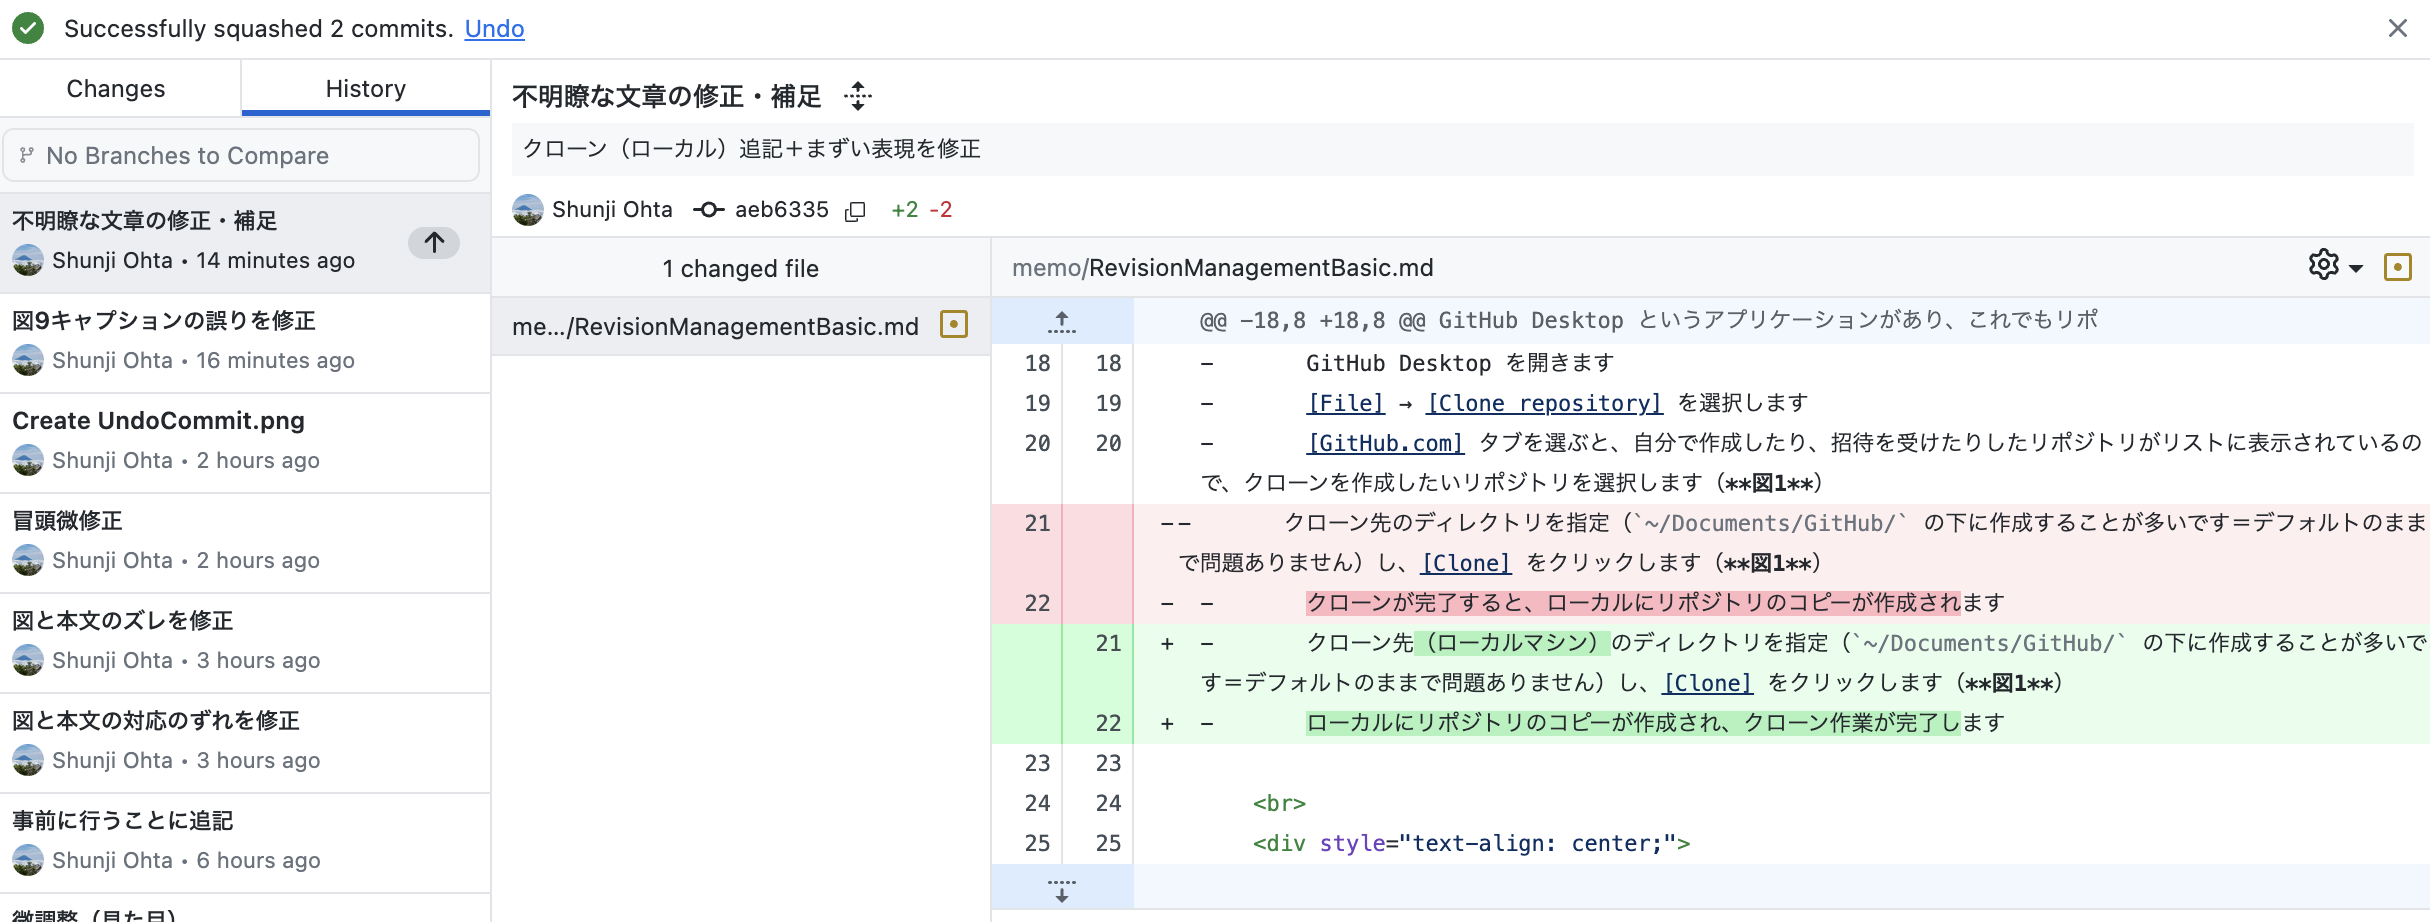 Successfully squashed 2 commits. Undo
Changes
History
No Branches to Compare
不明瞭な文章の修正・補足
Shunji Ohta • 14 minutes ago
図9キャプションの誤りを修正
Shunji Ohta • 16 minutes ago
Create UndoCommit.png
Shunji Ohta • 2 hours ago
冒頭微修正
Shunji Ohta • 2 hours ago
図と本文のズレを修正
Shunji Ohta • 3 hours ago
図と本文の対応のずれを修正
Shunji Ohta • 3 hours ago
事前に行うことに追記
Shunji Ohta • 6 hours ago
微調整（見た目）
不明瞭な文章の修正・補足
クローン（ローカル）追記＋まずい表現を修正
Shunji Ohta aeb6335 +2 -2
1 changed file
me.../RevisionManagementBasic.md
memo/RevisionManagementBasic.md
@@ -18,8 +18,8 @@ GitHub Desktop というアプリケーションがあり、これでもリポ
18 18 - GitHub Desktop を開きます
19 19 - [File] → [Clone repository] を選択します
20 20 - [GitHub.com] タブを選ぶと、自分で作成したり、招待を受けたりしたリポジトリがリストに表示されているの
で、クローンを作成したいリポジトリを選択します（**図1**）
21 -- クローン先のディレクトリを指定（`~/Documents/GitHub/` の下に作成することが多いです＝デフォルトのまま
で問題ありません）し、[Clone] をクリックします（**図1**）
22 - - クローンが完了すると、ローカルにリポジトリのコピーが作成されます
21 + - クローン先（ローカルマシン）のディレクトリを指定（`~/Documents/GitHub/` の下に作成することが多いで
す＝デフォルトのままで問題ありません）し、[Clone] をクリックします（**図1**）
22 + - ローカルにリポジトリのコピーが作成され、クローン作業が完了します
23 23
24 24 <br>
25 25 <div style="text-align: center;">